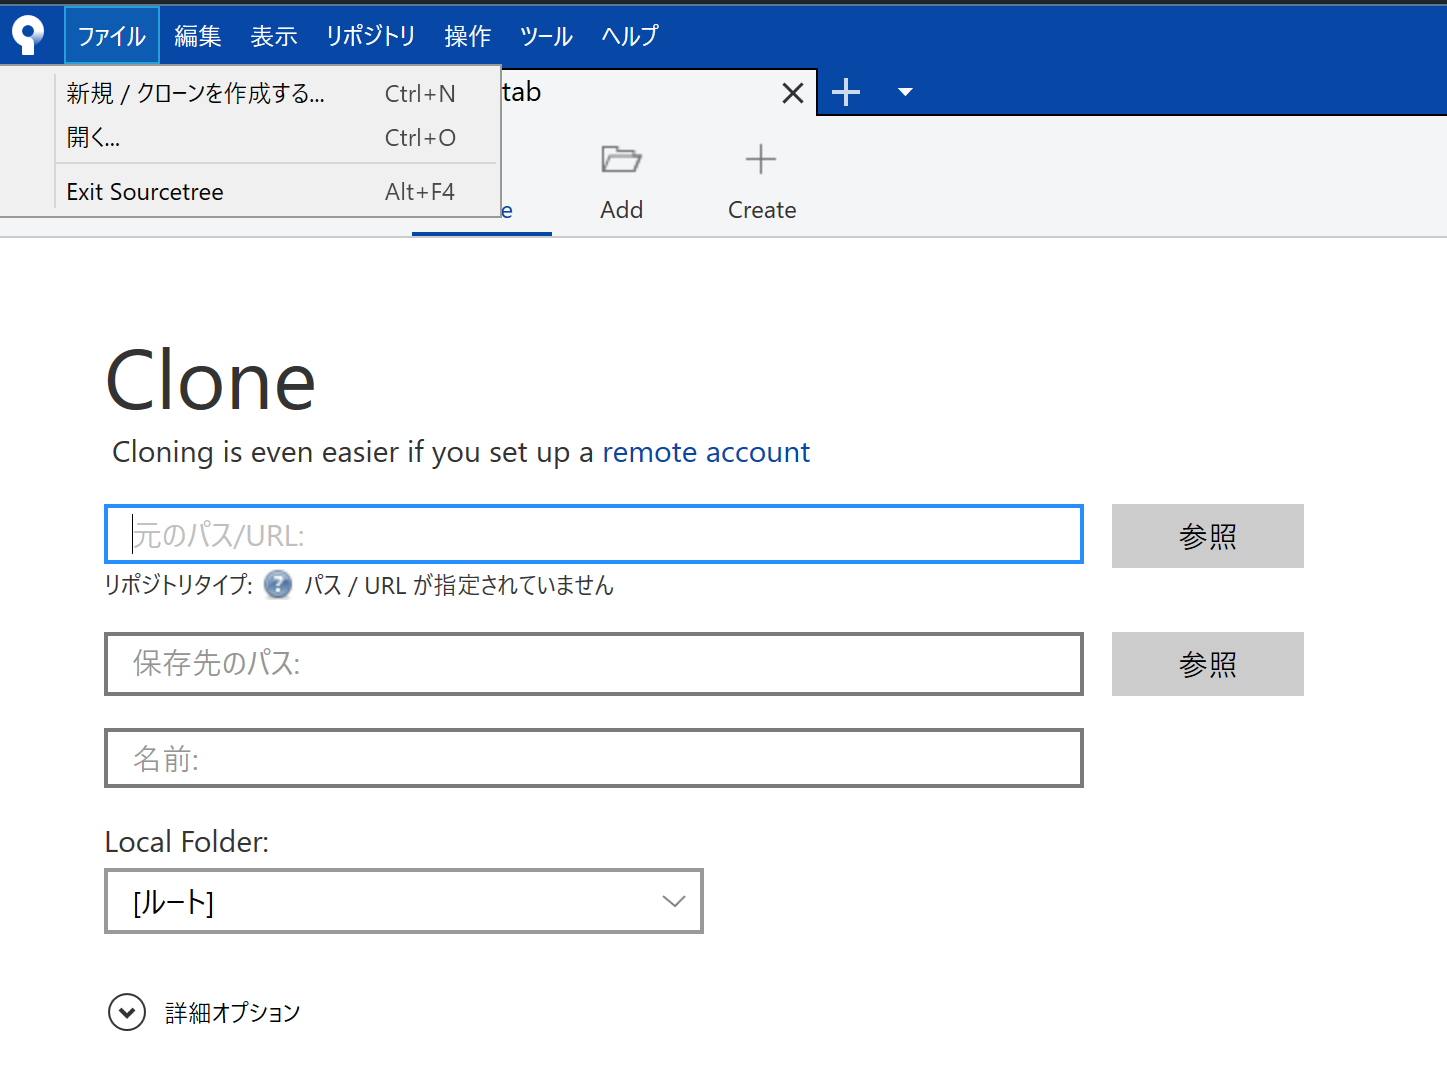 ファイル 編集 表示 リポジトリ 操作 ツール ヘルプ
新規 / クローンを作成する... Ctrl+N
開く... Ctrl+O
Exit Sourcetree Alt+F4
tab
e Add Create
Clone
Cloning is even easier if you set up a remote account
元のパス/URL: 参照
リポジトリタイプ: ? パス / URL が指定されていません
保存先のパス: 参照
名前:
Local Folder:
[ルート]
詳細オプション